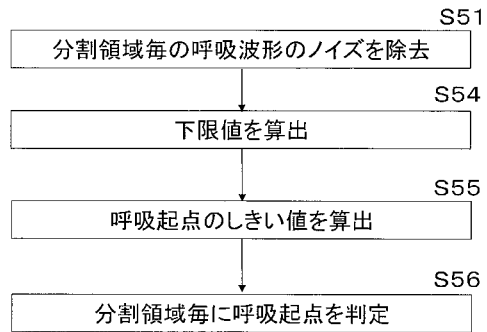 S51
分割領域毎の呼吸波形のノイズを除去
S54
下限値を算出
S55
呼吸起点のしきい値を算出
S56
分割領域毎に呼吸起点を判定